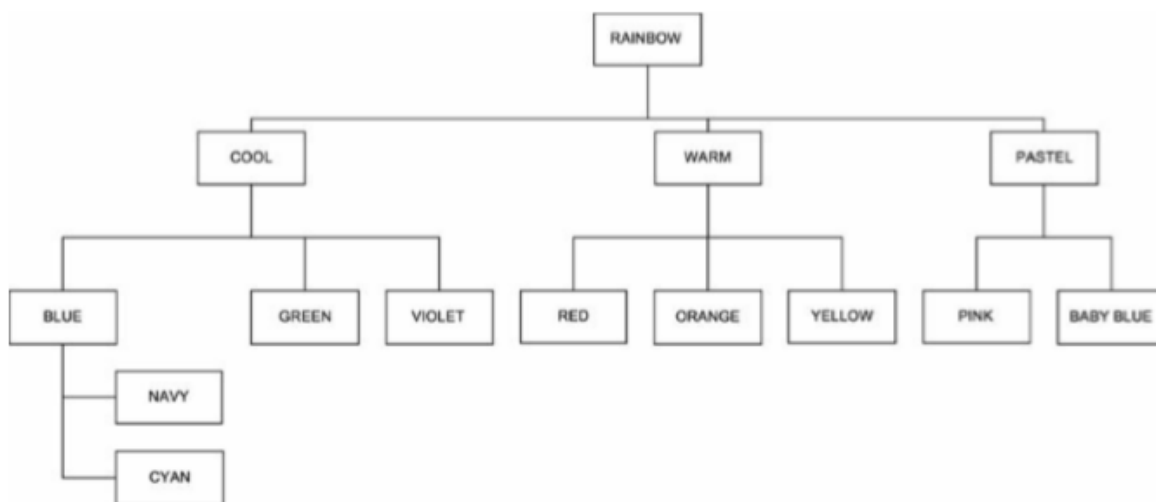 RAINBOW
COOL
WARM
PASTEL
BLUE
GREEN
VIOLET
RED
ORANGE
YELLOW
PINK
BABY BLUE
NAVY
CYAN